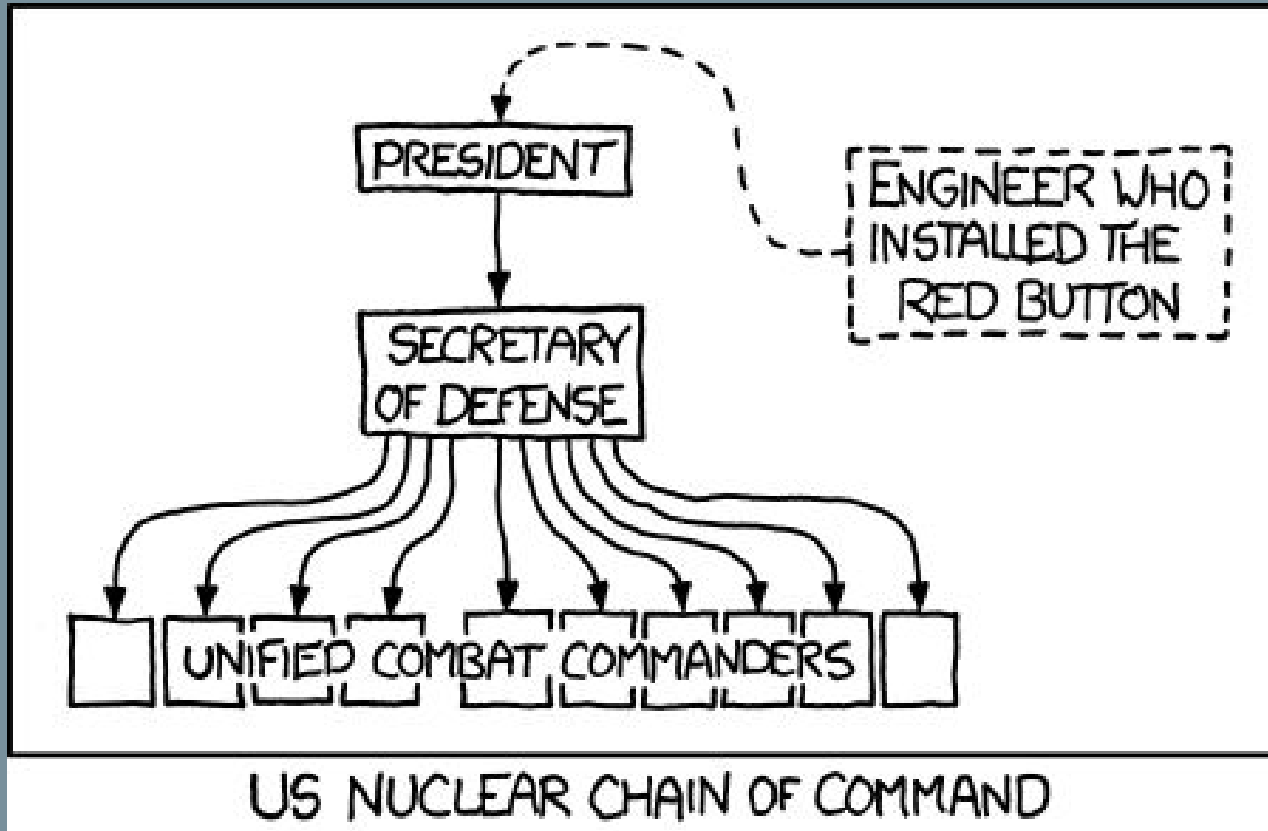 PRESIDENT
ENGINEER WHO
INSTALLED THE
RED BUTTON
SECRETARY
OF DEFENSE
UNIFIED COMBAT COMMANDERS
US NUCLEAR CHAIN OF COMMAND